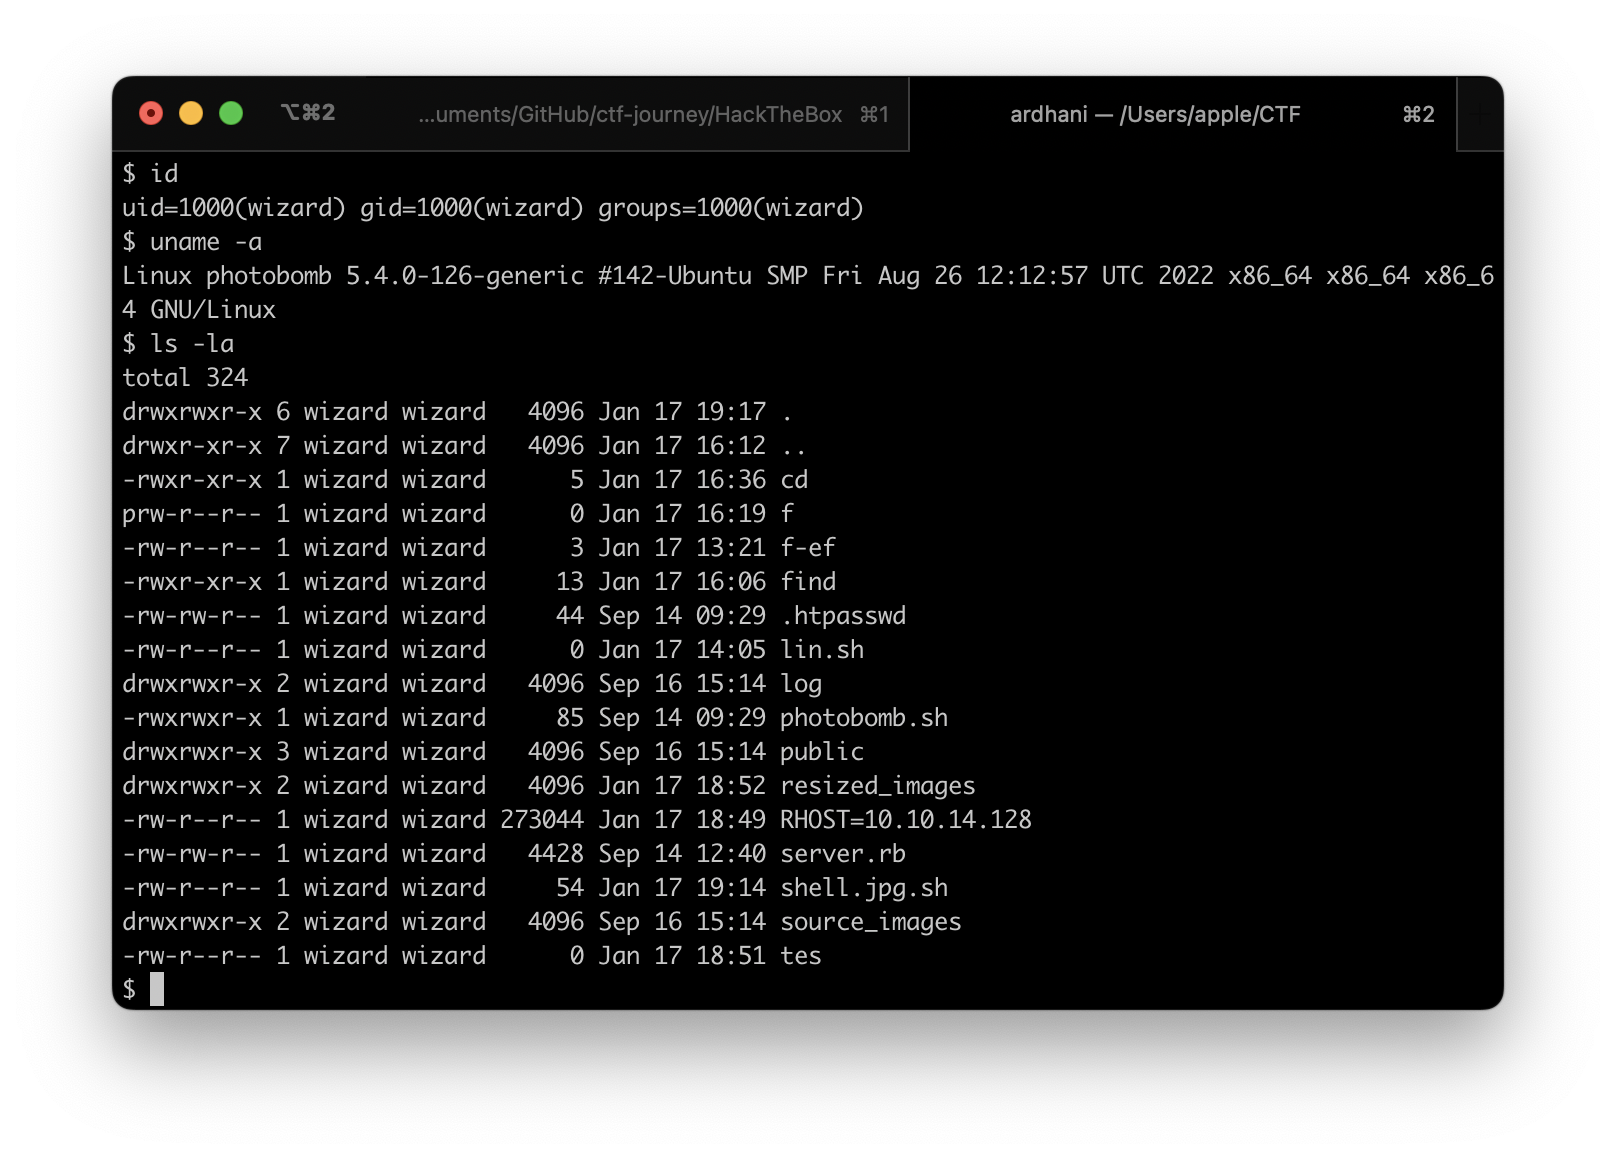 ⌥⌘2 ...uments/GitHub/ctf-journey/HackTheBox ⌘1 ardhani — /Users/apple/CTF ⌘2
$ id
uid=1000(wizard) gid=1000(wizard) groups=1000(wizard)
$ uname -a
Linux photobomb 5.4.0-126-generic #142-Ubuntu SMP Fri Aug 26 12:12:57 UTC 2022 x86_64 x86_64 x86_6
4 GNU/Linux
$ ls -la
total 324
drwxrwxr-x 6 wizard wizard   4096 Jan 17 19:17 .
drwxr-xr-x 7 wizard wizard   4096 Jan 17 16:12 ..
-rwxr-xr-x 1 wizard wizard      5 Jan 17 16:36 cd
prw-r--r-- 1 wizard wizard      0 Jan 17 16:19 f
-rw-r--r-- 1 wizard wizard      3 Jan 17 13:21 f-ef
-rwxr-xr-x 1 wizard wizard     13 Jan 17 16:06 find
-rw-rw-r-- 1 wizard wizard     44 Sep 14 09:29 .htpasswd
-rw-r--r-- 1 wizard wizard      0 Jan 17 14:05 lin.sh
drwxrwxr-x 2 wizard wizard   4096 Sep 16 15:14 log
-rwxrwxr-x 1 wizard wizard     85 Sep 14 09:29 photobomb.sh
drwxrwxr-x 3 wizard wizard   4096 Sep 16 15:14 public
drwxrwxr-x 2 wizard wizard   4096 Jan 17 18:52 resized_images
-rw-r--r-- 1 wizard wizard 273044 Jan 17 18:49 RHOST=10.10.14.128
-rw-rw-r-- 1 wizard wizard   4428 Sep 14 12:40 server.rb
-rw-r--r-- 1 wizard wizard     54 Jan 17 19:14 shell.jpg.sh
drwxrwxr-x 2 wizard wizard   4096 Sep 16 15:14 source_images
-rw-r--r-- 1 wizard wizard      0 Jan 17 18:51 tes
$